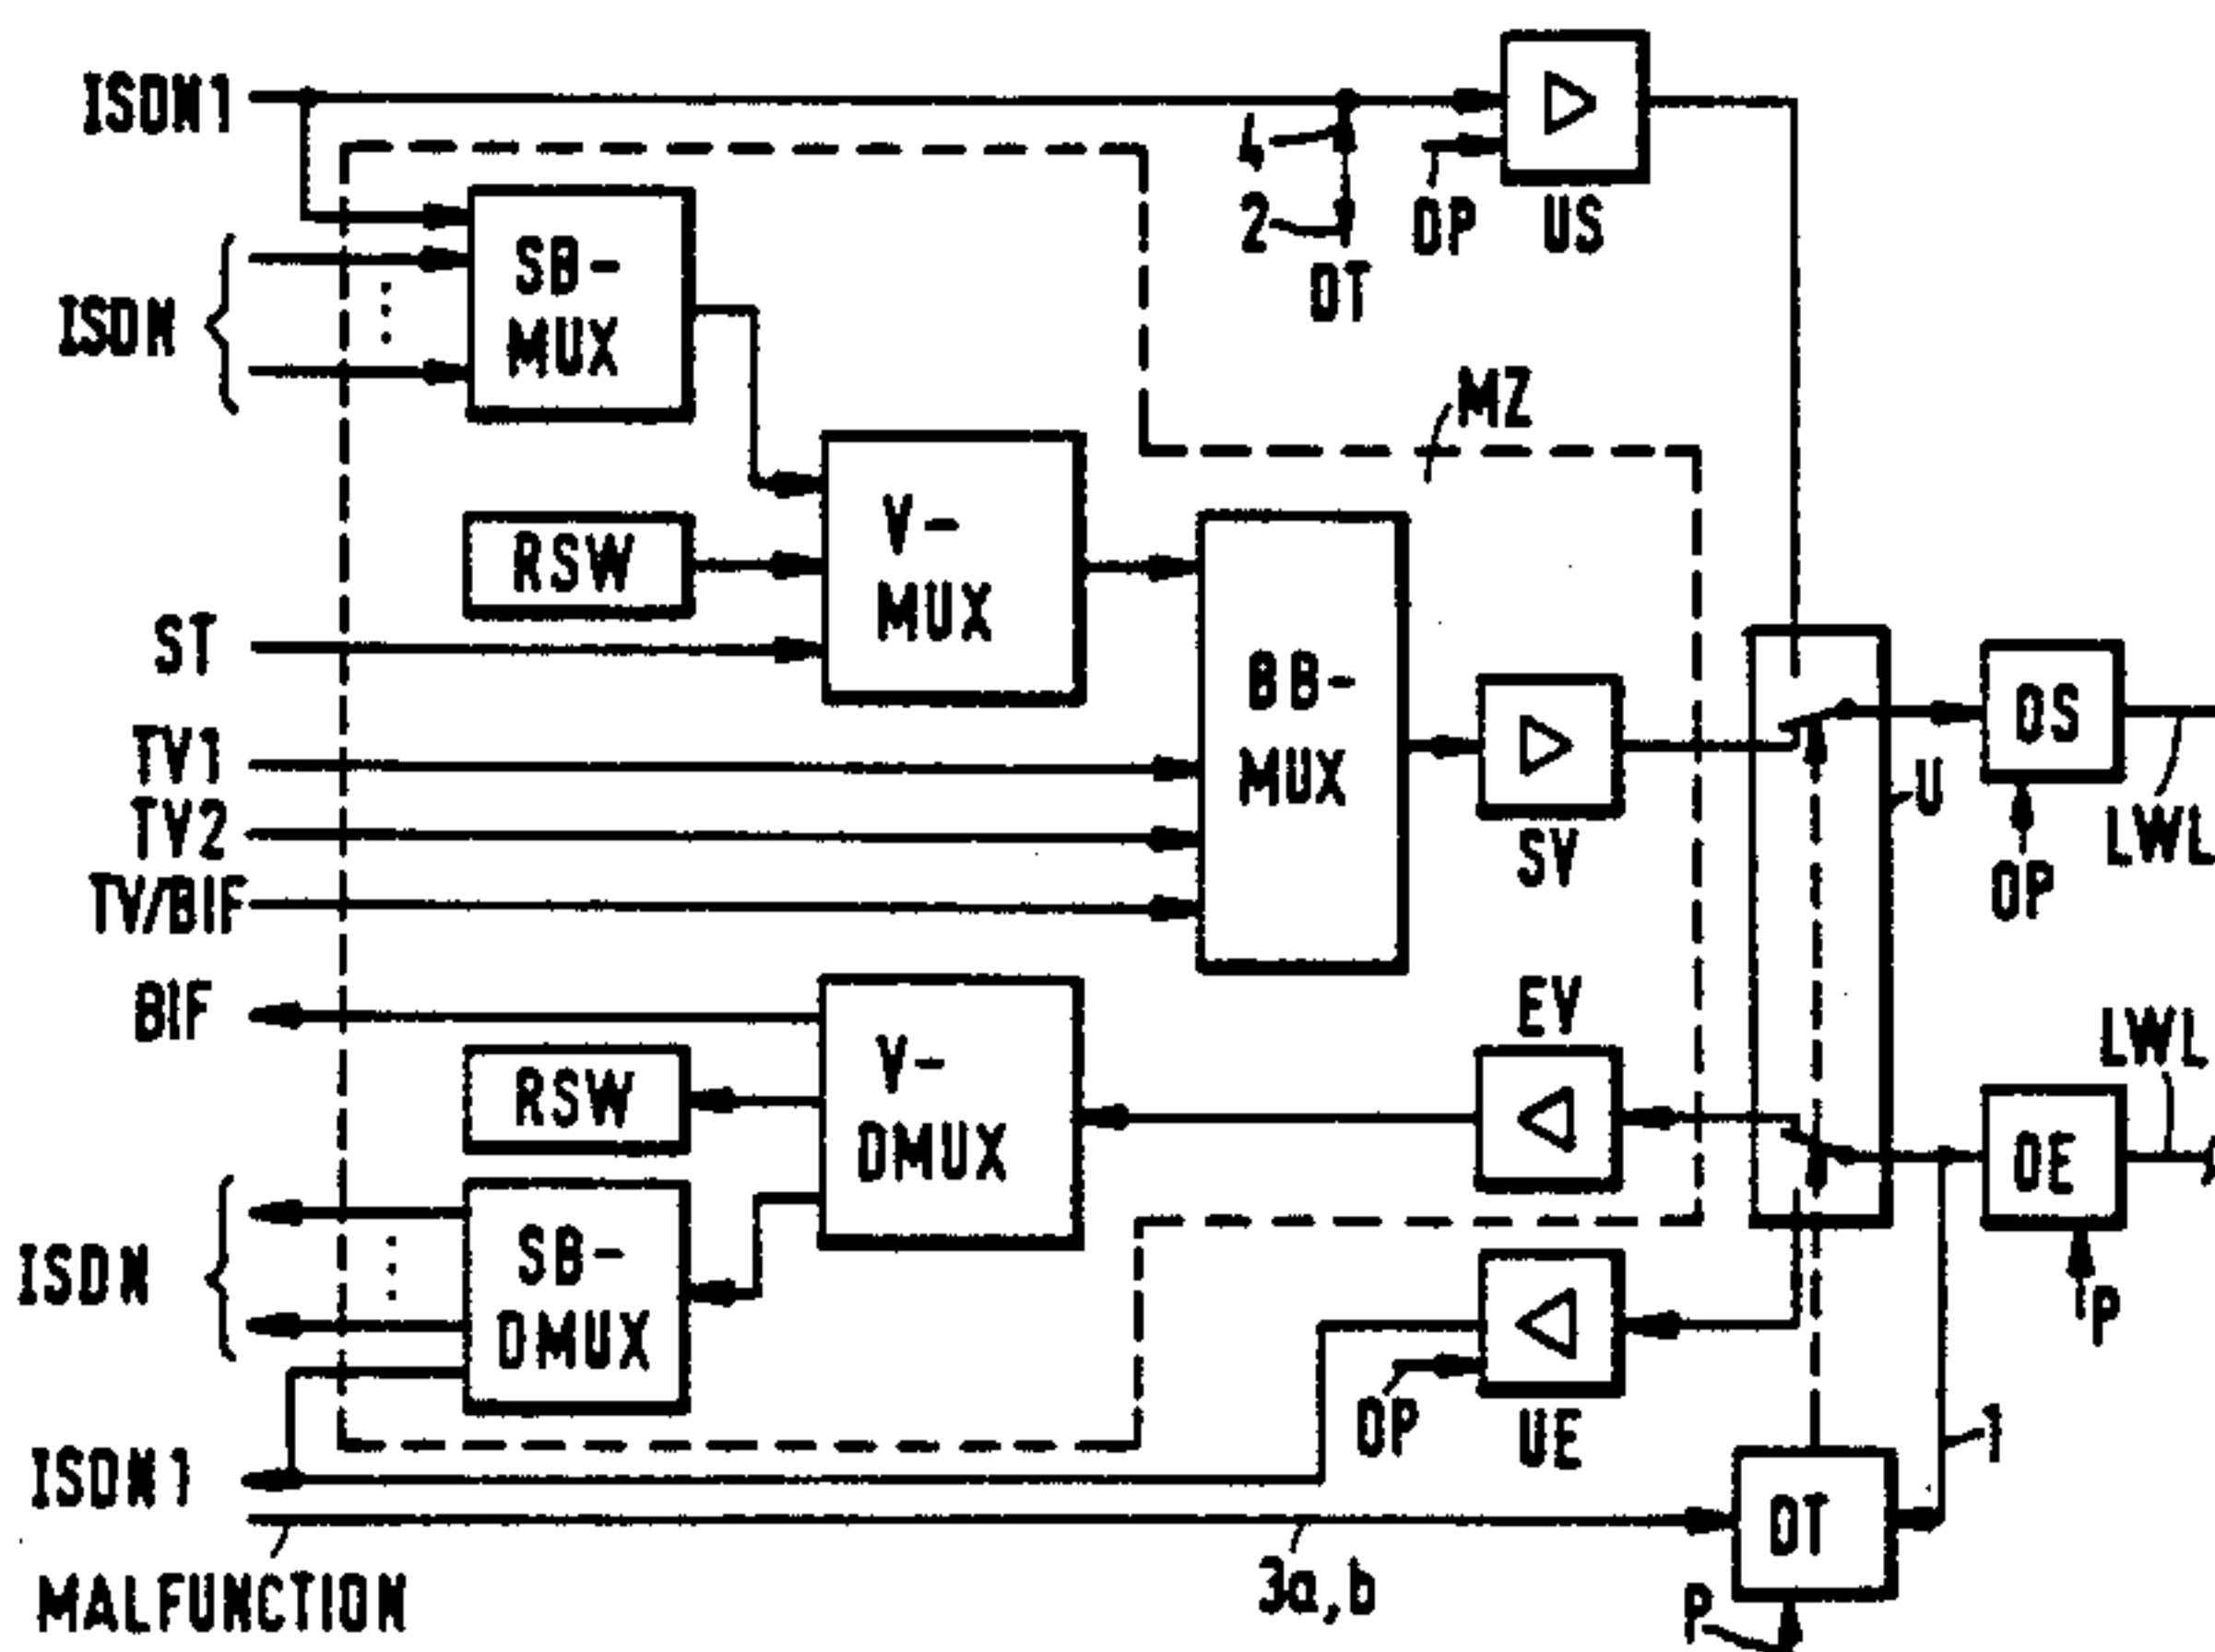 ISDN1
4
2
OP
US
OT
ISDN
SB-
MUX
MZ
V-
MUX
RSW
ST
BB-
MUX
OS
U
LWL
TV1
TV2
TV/BIF
SV
OP
BIF
EV
LWL
V-
DMUX
RSW
OE
ISDN
SB-
DMUX
P
OP
UE
1
ISDN1
OT
MALFUNCTION
3a,b
P